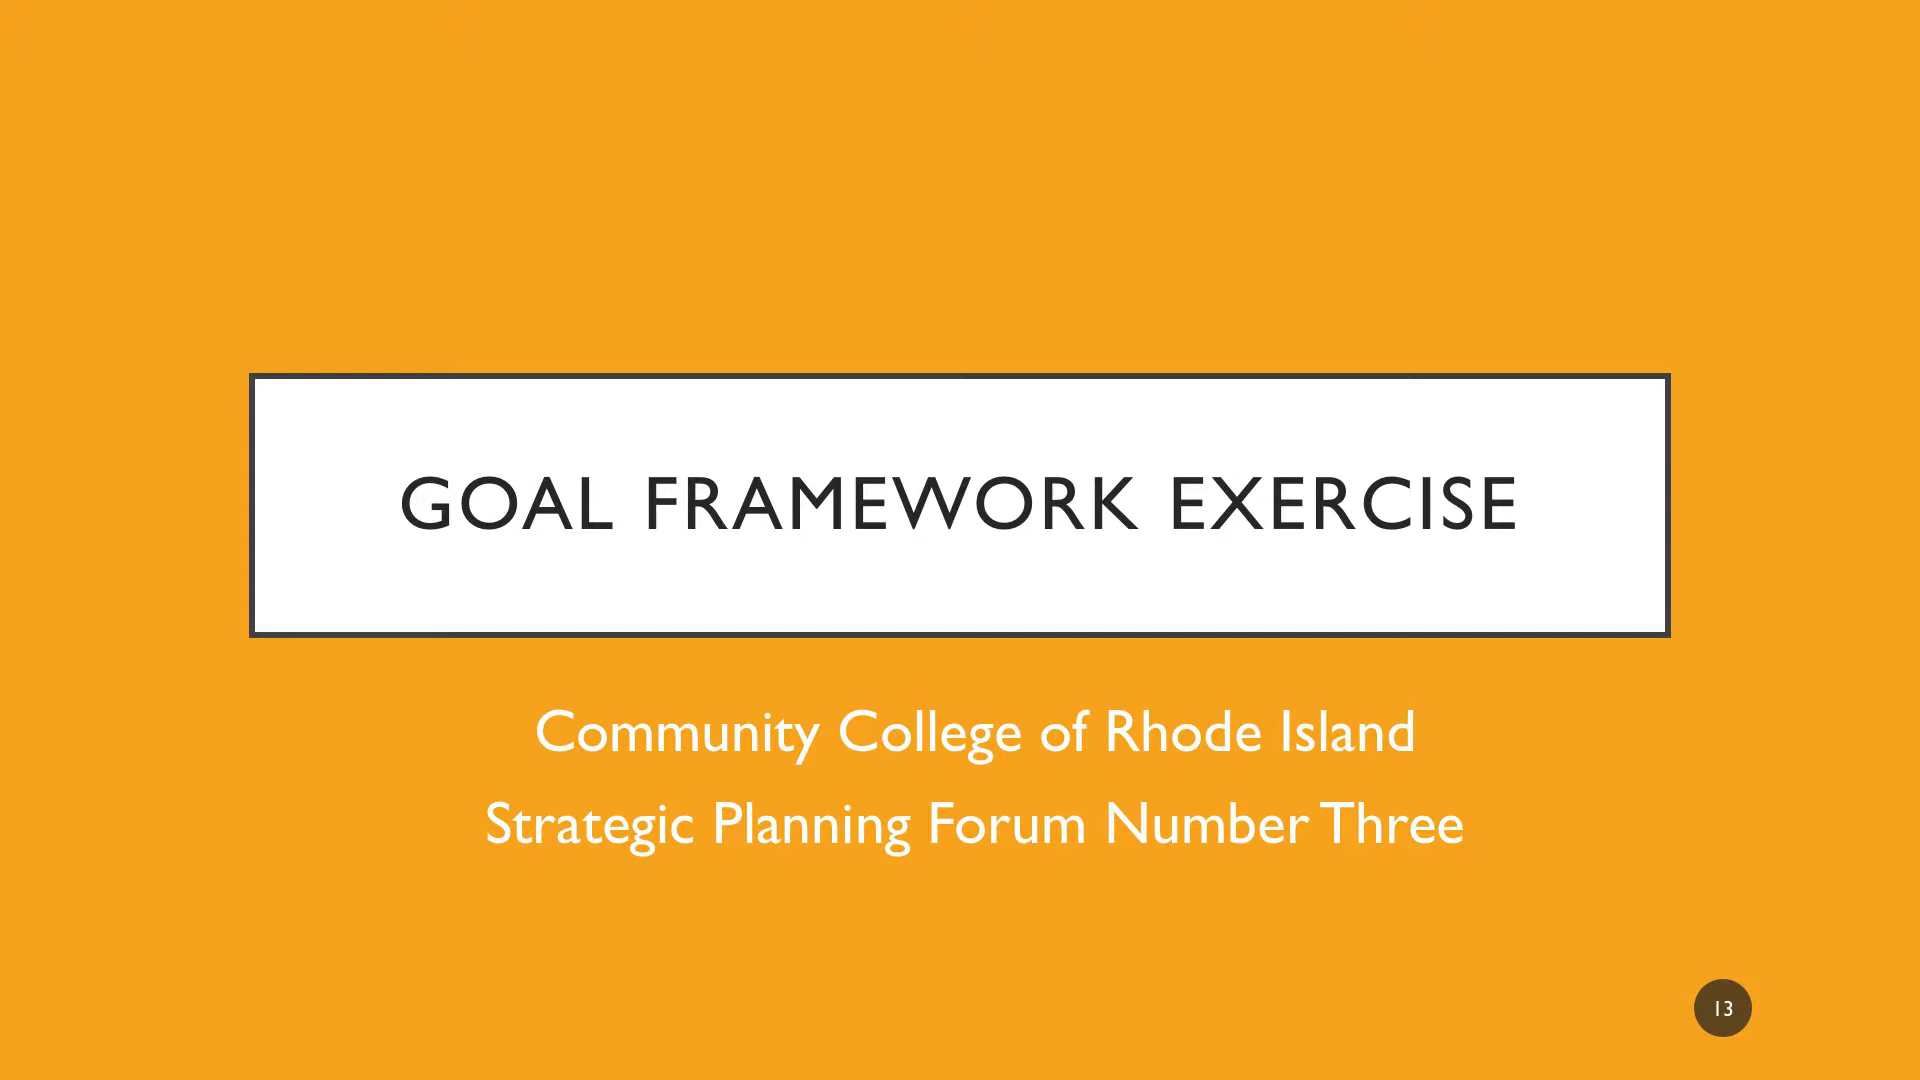 GOAL FRAMEWORK EXERCISE
Community College of Rhode Island
Strategic Planning Forum Number Three
13